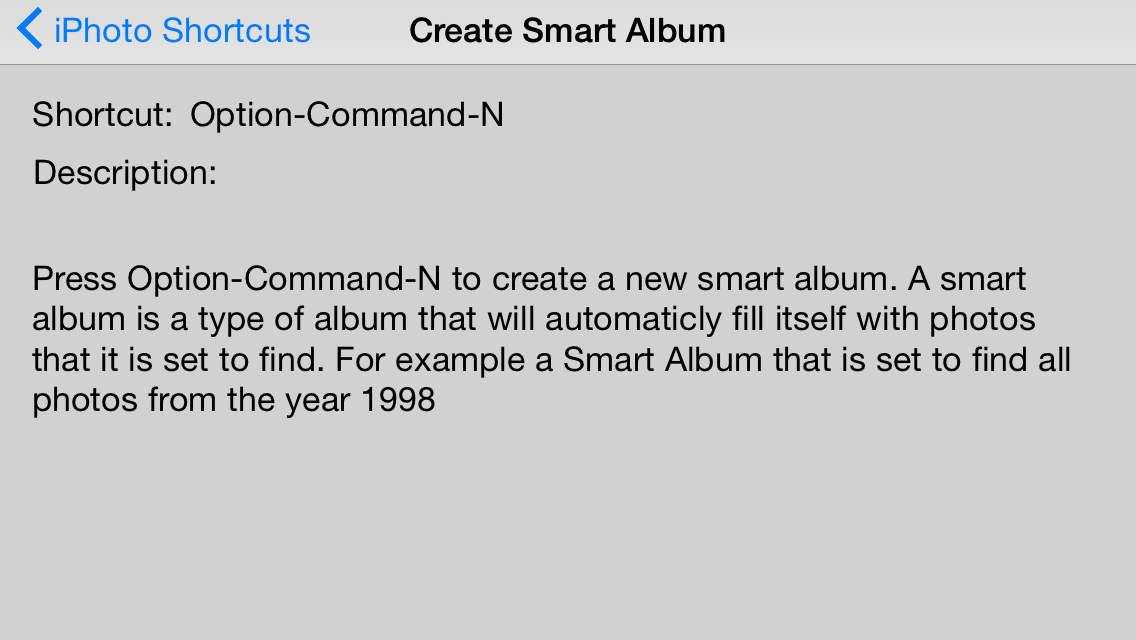 iPhoto Shortcuts Create Smart Album
Shortcut: Option-Command-N
Description:
Press Option-Command-N to create a new smart album. A smart
album is a type of album that will automaticly fill itself with photos
that it is set to find. For example a Smart Album that is set to find all
photos from the year 1998